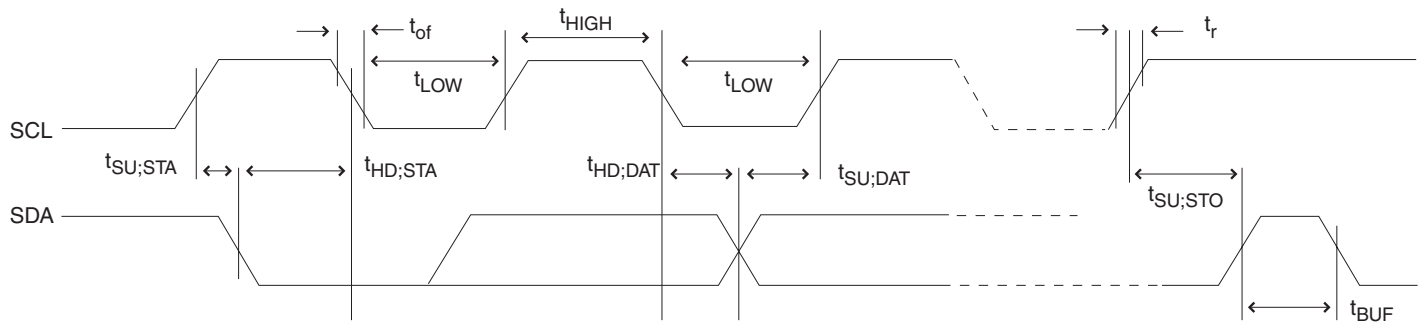 t_of
t_HIGH
t_r
t_LOW
t_LOW
SCL
t_SU;STA
t_HD;STA
t_HD;DAT
t_SU;DAT
t_SU;STO
SDA
t_BUF